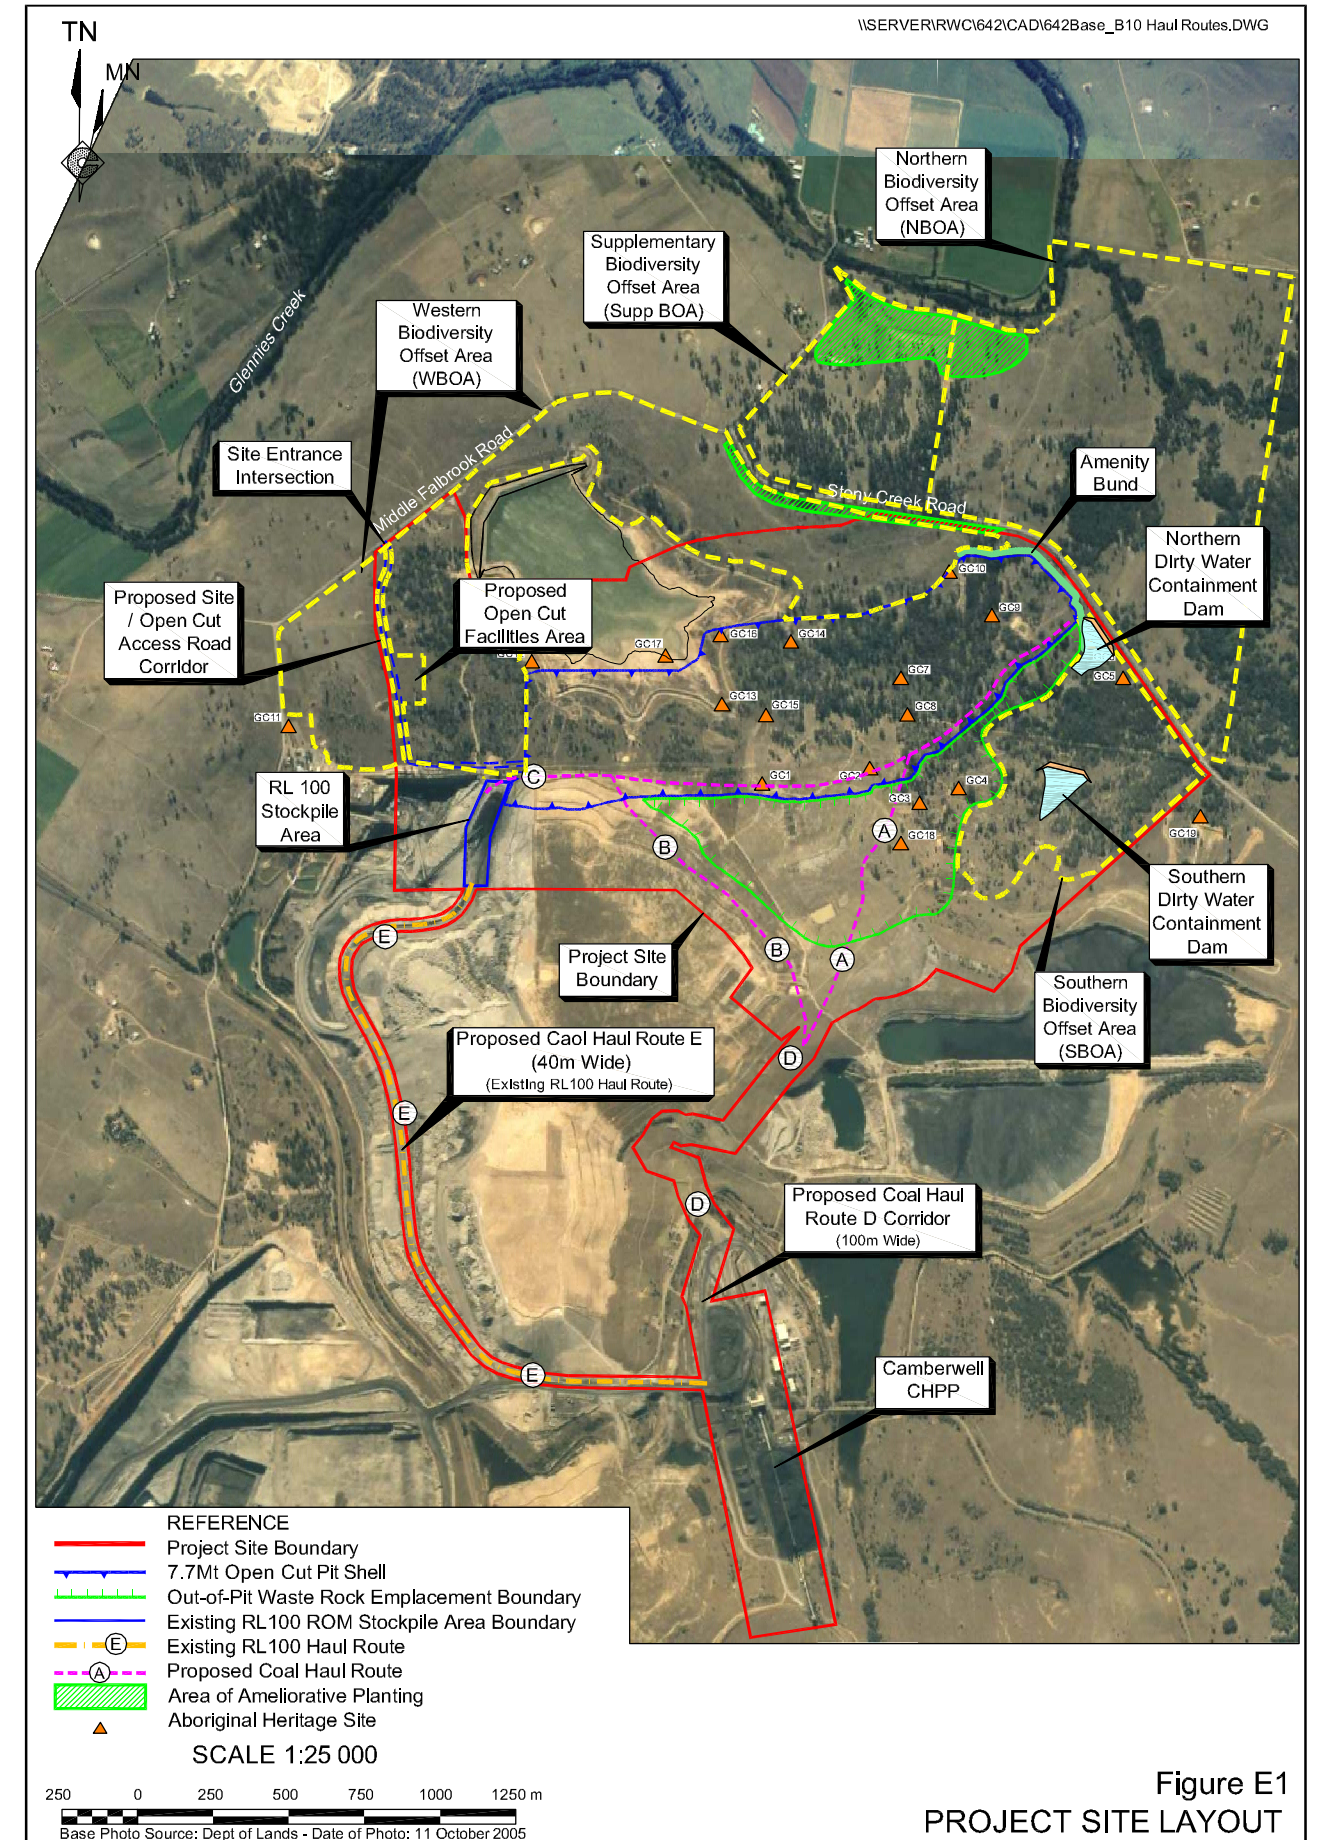 \\SERVER\RWC\642\CAD\642Base_B10 Haul Routes.DWG
TN
MN
Northern
Biodiversity
Offset Area
(NBOA)
Supplementary
Biodiversity
Offset Area
(Supp BOA)
Western
Biodiversity
Offset Area
(WBOA)
Glennies Creek
Site Entrance
Intersection
Middle Falbrook Road
Stony Creek Road
Amenity
Bund
Northern
Dirty Water
Containment
Dam
Proposed Site
/ Open Cut
Access Road
Corridor
Proposed
Open Cut
Facilities Area
GC10
GC9
GC17
GC16
GC14
GC7
GC5
GC13
GC15
GC8
GC11
RL 100
Stockpile
Area
C
GC1
GC2
GC4
GC3
GC19
A
GC18
B
Southern
Dirty Water
Containment
Dam
E
B
A
Project Site
Boundary
Southern
Biodiversity
Offset Area
(SBOA)
Proposed Caol Haul Route E
(40m Wide)
(Existing RL100 Haul Route)
D
E
D
Proposed Coal Haul
Route D Corridor
(100m Wide)
E
Camberwell
CHPP
REFERENCE
Project Site Boundary
7.7Mt Open Cut Pit Shell
Out-of-Pit Waste Rock Emplacement Boundary
Existing RL100 ROM Stockpile Area Boundary
E Existing RL100 Haul Route
A Proposed Coal Haul Route
Area of Ameliorative Planting
Aboriginal Heritage Site
SCALE 1:25 000
250 0 250 500 750 1000 1250 m
Base Photo Source: Dept of Lands - Date of Photo: 11 October 2005
Figure E1
PROJECT SITE LAYOUT